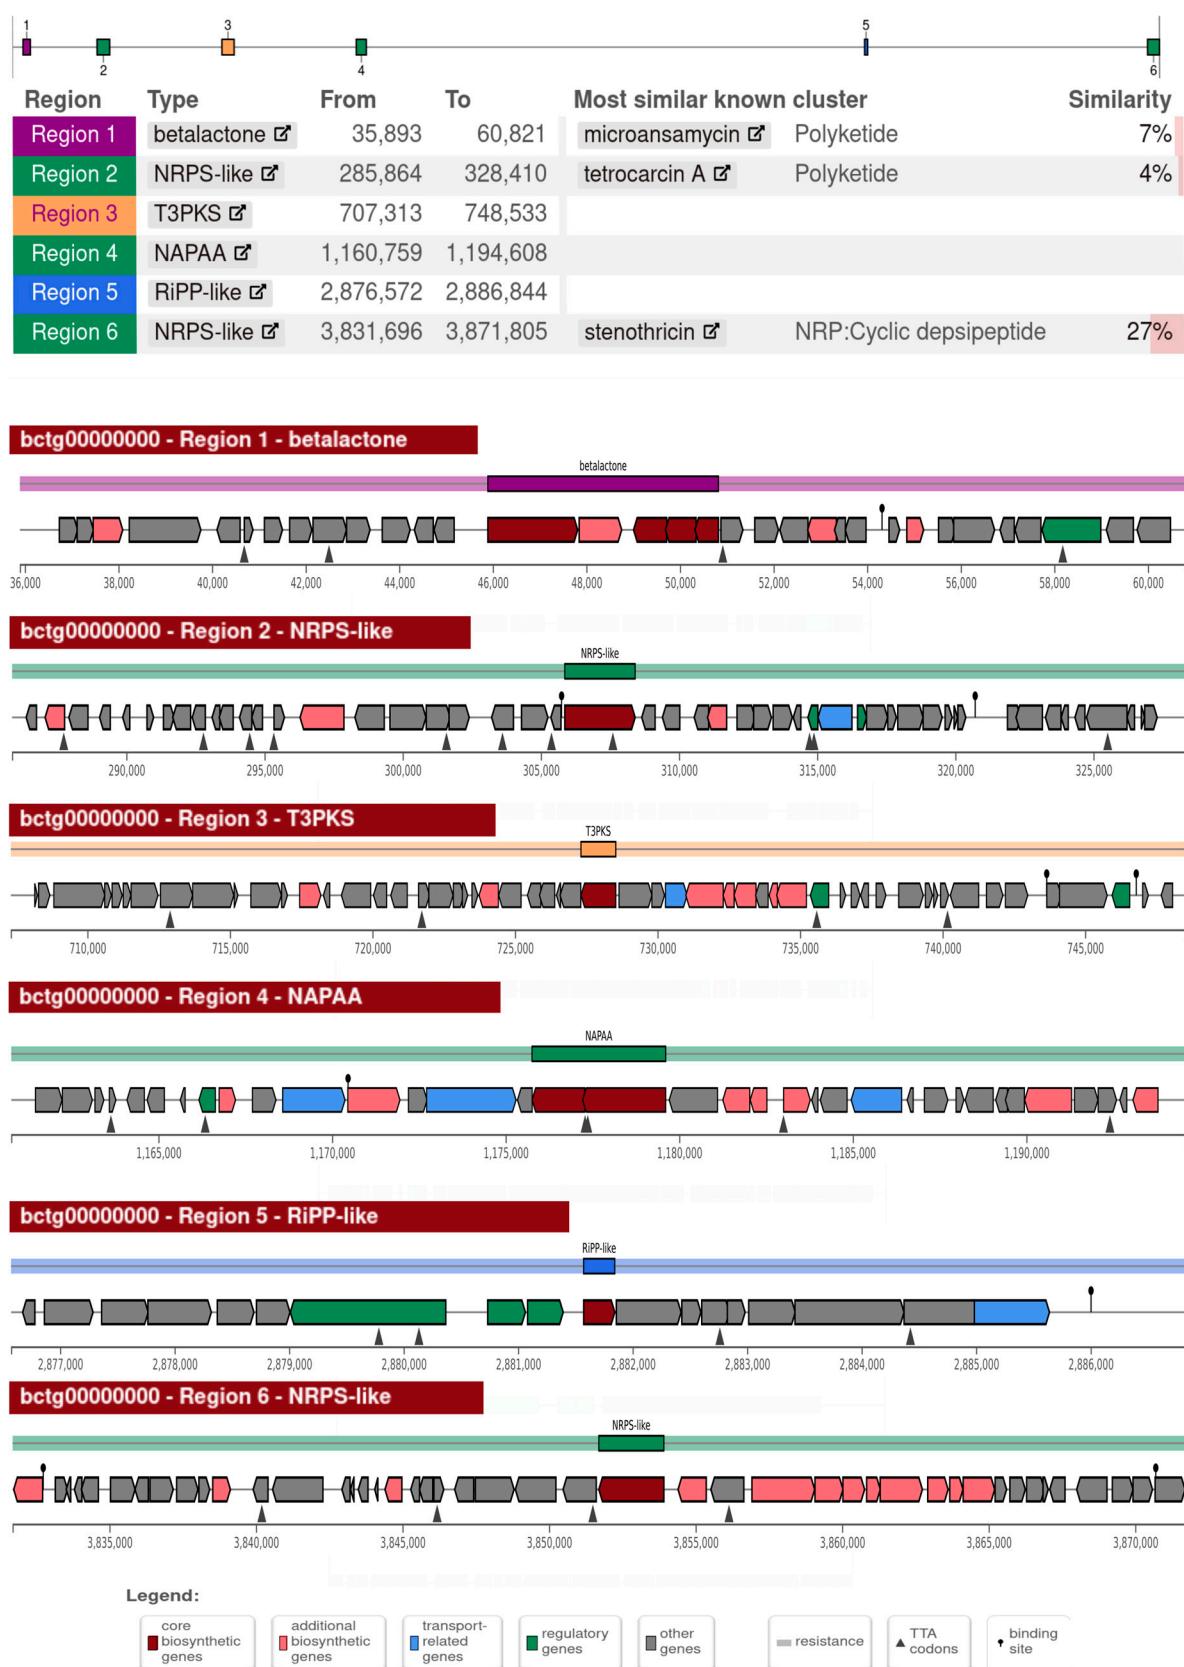 1 3 5
2 4 6
Region Type From To Most similar known cluster Similarity
Region 1 betalactone 35,893 60,821 microansamycin Polyketide 7%
Region 2 NRPS-like 285,864 328,410 tetrocarcin A Polyketide 4%
Region 3 T3PKS 707,313 748,533
Region 4 NAPAA 1,160,759 1,194,608
Region 5 RiPP-like 2,876,572 2,886,844
Region 6 NRPS-like 3,831,696 3,871,805 stenothricin NRP:Cyclic depsipeptide 27%
bctg00000000 - Region 1 - betalactone
betalactone
36,000 38,000 40,000 42,000 44,000 46,000 48,000 50,000 52,000 54,000 56,000 58,000 60,000
bctg00000000 - Region 2 - NRPS-like
NRPS-like
290,000 295,000 300,000 305,000 310,000 315,000 320,000 325,000
bctg00000000 - Region 3 - T3PKS
T3PKS
710,000 715,000 720,000 725,000 730,000 735,000 740,000 745,000
bctg00000000 - Region 4 - NAPAA
NAPAA
1,165,000 1,170,000 1,175,000 1,180,000 1,185,000 1,190,000
bctg00000000 - Region 5 - RiPP-like
RiPP-like
2,877,000 2,878,000 2,879,000 2,880,000 2,881,000 2,882,000 2,883,000 2,884,000 2,885,000 2,886,000
bctg00000000 - Region 6 - NRPS-like
NRPS-like
3,835,000 3,840,000 3,845,000 3,850,000 3,855,000 3,860,000 3,865,000 3,870,000
Legend:
core biosynthetic genes
additional biosynthetic genes
transport-related genes
regulatory genes
other genes
resistance
TTA codons
binding site